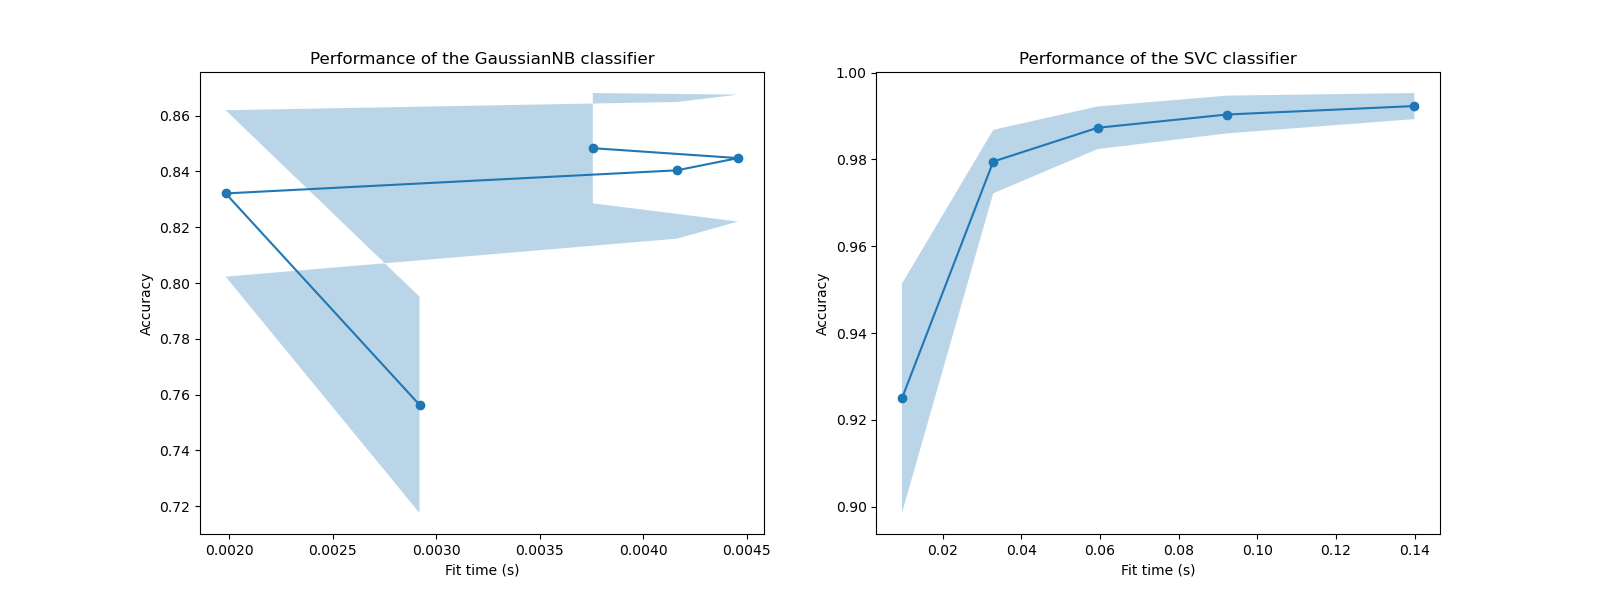 Performance of the GaussianNB classifier
Accuracy
0.86
0.84
0.82
0.80
0.78
0.76
0.74
0.72
0.0020 0.0025 0.0030 0.0035 0.0040 0.0045
Fit time (s)
Performance of the SVC classifier
Accuracy
1.00
0.98
0.96
0.94
0.92
0.90
0.02 0.04 0.06 0.08 0.10 0.12 0.14
Fit time (s)